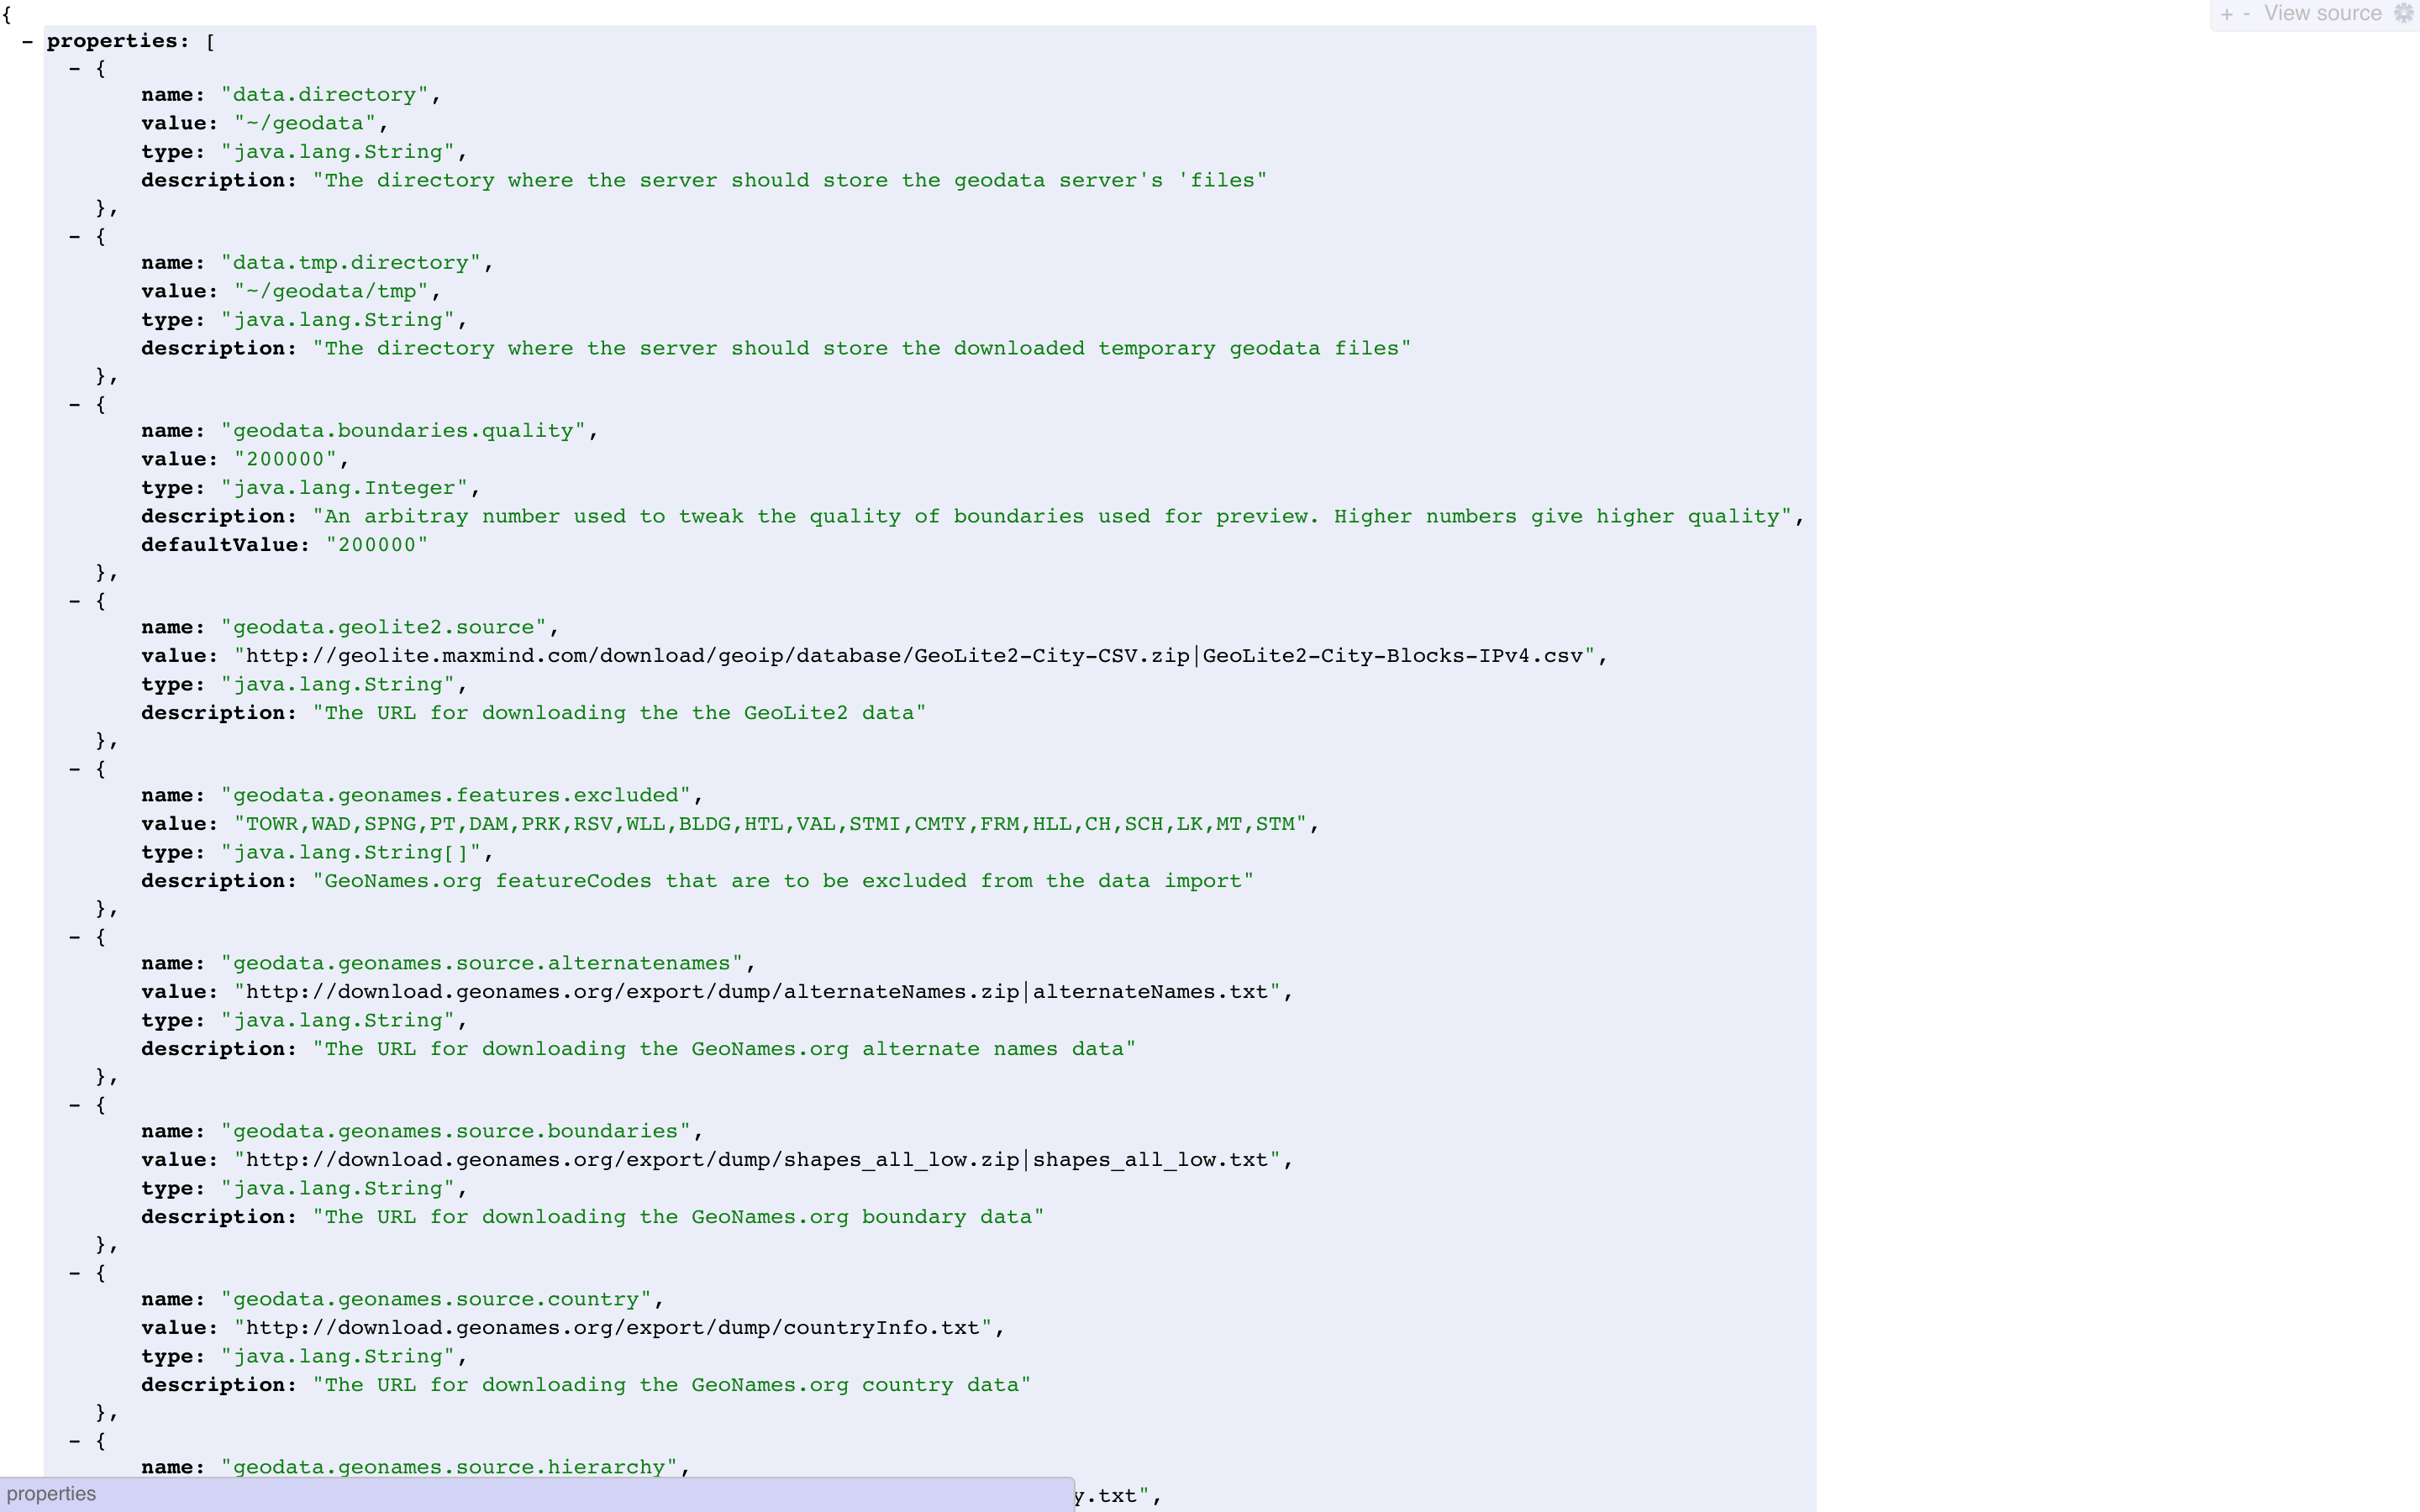 {
+ - View source
- properties: [
- {
name: "data.directory",
value: "~/geodata",
type: "java.lang.String",
description: "The directory where the server should store the geodata server's 'files"
},
- {
name: "data.tmp.directory",
value: "~/geodata/tmp",
type: "java.lang.String",
description: "The directory where the server should store the downloaded temporary geodata files"
},
- {
name: "geodata.boundaries.quality",
value: "200000",
type: "java.lang.Integer",
description: "An arbitray number used to tweak the quality of boundaries used for preview. Higher numbers give higher quality",
defaultValue: "200000"
},
- {
name: "geodata.geolite2.source",
value: "http://geolite.maxmind.com/download/geoip/database/GeoLite2-City-CSV.zip|GeoLite2-City-Blocks-IPv4.csv",
type: "java.lang.String",
description: "The URL for downloading the the GeoLite2 data"
},
- {
name: "geodata.geonames.features.excluded",
value: "TOWR,WAD,SPNG,PT,DAM,PRK,RSV,WLL,BLDG,HTL,VAL,STMI,CMTY,FRM,HLL,CH,SCH,LK,MT,STM",
type: "java.lang.String[]",
description: "GeoNames.org featureCodes that are to be excluded from the data import"
},
- {
name: "geodata.geonames.source.alternatenames",
value: "http://download.geonames.org/export/dump/alternateNames.zip|alternateNames.txt",
type: "java.lang.String",
description: "The URL for downloading the GeoNames.org alternate names data"
},
- {
name: "geodata.geonames.source.boundaries",
value: "http://download.geonames.org/export/dump/shapes_all_low.zip|shapes_all_low.txt",
type: "java.lang.String",
description: "The URL for downloading the GeoNames.org boundary data"
},
- {
name: "geodata.geonames.source.country",
value: "http://download.geonames.org/export/dump/countryInfo.txt",
type: "java.lang.String",
description: "The URL for downloading the GeoNames.org country data"
},
- {
name: "geodata.geonames.source.hierarchy",
properties
y.txt",